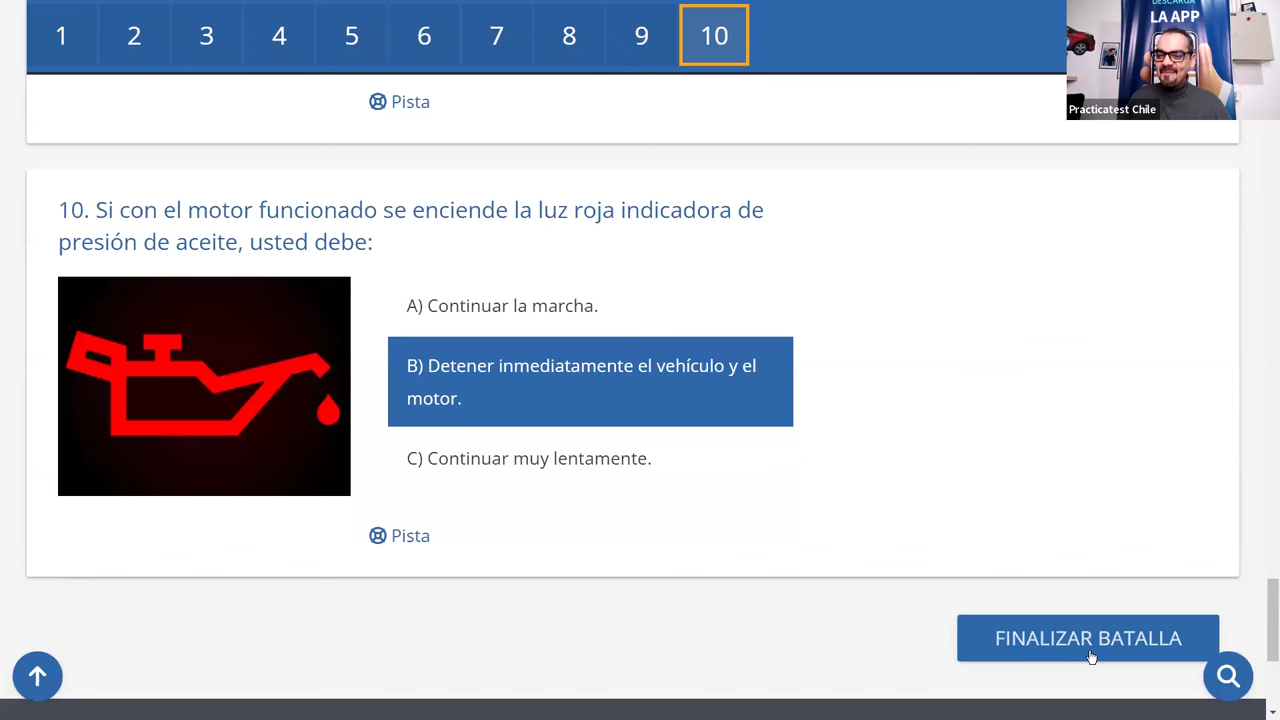 1 2 3 4 5 6 7 8 9 10
DESCARGA
LA APP
Practicatest Chile
Pista
10. Si con el motor funcionado se enciende la luz roja indicadora de
presión de aceite, usted debe:
A) Continuar la marcha.
B) Detener inmediatamente el vehículo y el
motor.
C) Continuar muy lentamente.
Pista
FINALIZAR BATALLA